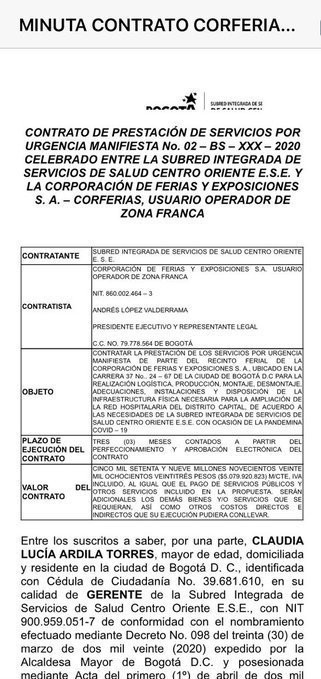 MINUTA CONTRATO CORFERIA...
BOGOTÁ
SUBRED INTEGRADA DE SE
DE SALUD CEN
CONTRATO DE PRESTACIÓN DE SERVICIOS POR
URGENCIA MANIFIESTA No. 02 – BS – XXX – 2020
CELEBRADO ENTRE LA SUBRED INTEGRADA DE
SERVICIOS DE SALUD CENTRO ORIENTE E.S.E. Y
LA CORPORACIÓN DE FERIAS Y EXPOSICIONES
S. A. – CORFERIAS, USUARIO OPERADOR DE
ZONA FRANCA
CONTRATANTE
SUBRED INTEGRADA DE SERVICIOS DE SALUD CENTRO ORIENTE
E. S. E.
CONTRATISTA
CORPORACIÓN DE FERIAS Y EXPOSICIONES S.A. USUARIO
OPERADOR DE ZONA FRANCA
NIT. 860.002.464 – 3
ANDRÉS LÓPEZ VALDERRAMA
PRESIDENTE EJECUTIVO Y REPRESENTANTE LEGAL
C.C. NO. 79.778.564 DE BOGOTÁ
OBJETO
CONTRATAR LA PRESTACIÓN DE LOS SERVICIOS POR URGENCIA
MANIFIESTA DE PARTE DEL RECINTO FERIAL DE LA
CORPORACIÓN DE FERIAS Y EXPOSICIONES S. A., UBICADO EN LA
CARRERA 37 No.. 24 – 67 DE LA CIUDAD DE BOGOTÁ D.C PARA LA
REALIZACIÓN LOGÍSTICA, PRODUCCIÓN, MONTAJE, DESMONTAJE,
ADECUACIONES, INSTALACIONES Y DISPOSICIÓN DE LA
INFRAESTRUCTURA FÍSICA NECESARIA PARA LA AMPLIACIÓN DE
LA RED HOSPITALARIA DEL DISTRITO CAPITAL, DE ACUERDO A
LAS NECESIDADES DE LA SUBRED INTEGRADA DE SERVICIOS DE
SALUD CENTRO ORIENTE E.S.E CON OCASIÓN DE LA PANDEMIA
COVID – 19
PLAZO DE
EJECUCIÓN DEL
CONTRATO
TRES (03) MESES CONTADOS A PARTIR DEL
PERFECCIONAMIENTO Y APROBACIÓN ELECTRÓNICA DEL
CONTRATO
VALOR DEL
CONTRATO
CINCO MIL SETENTA Y NUEVE MILLONES NOVECIENTOS VEINTE
MIL OCHOCIENTOS VEINTITRÉS PESOS ($5.079.920.823) M/CTE, IVA
INCLUIDO, AL IGUAL QUE EL PAGO DE SERVICIOS PÚBLICOS Y
OTROS SERVICIOS INCLUIDO EN LA PROPUESTA. SERÁN
ADICIONALES LOS DEMÁS BIENES Y/O SERVICIOS QUE SE
REQUIERAN, ASÍ COMO OTROS COSTOS DIRECTOS E
INDIRECTOS QUE SU EJECUCIÓN PUDIERA CONLLEVAR.
Entre los suscritos a saber, por una parte, CLAUDIA
LUCÍA ARDILA TORRES, mayor de edad, domiciliada
y residente en la ciudad de Bogotá D. C., identificada
con Cédula de Ciudadanía No. 39.681.610, en su
calidad de GERENTE de la Subred Integrada de
Servicios de Salud Centro Oriente E.S.E., con NIT
900.959.051-7 de conformidad con el nombramiento
efectuado mediante Decreto No. 098 del treinta (30) de
marzo de dos mil veinte (2020) expedido por la
Alcaldesa Mayor de Bogotá D.C. y posesionada
mediante Acta del primero (1º) de abril de dos mil